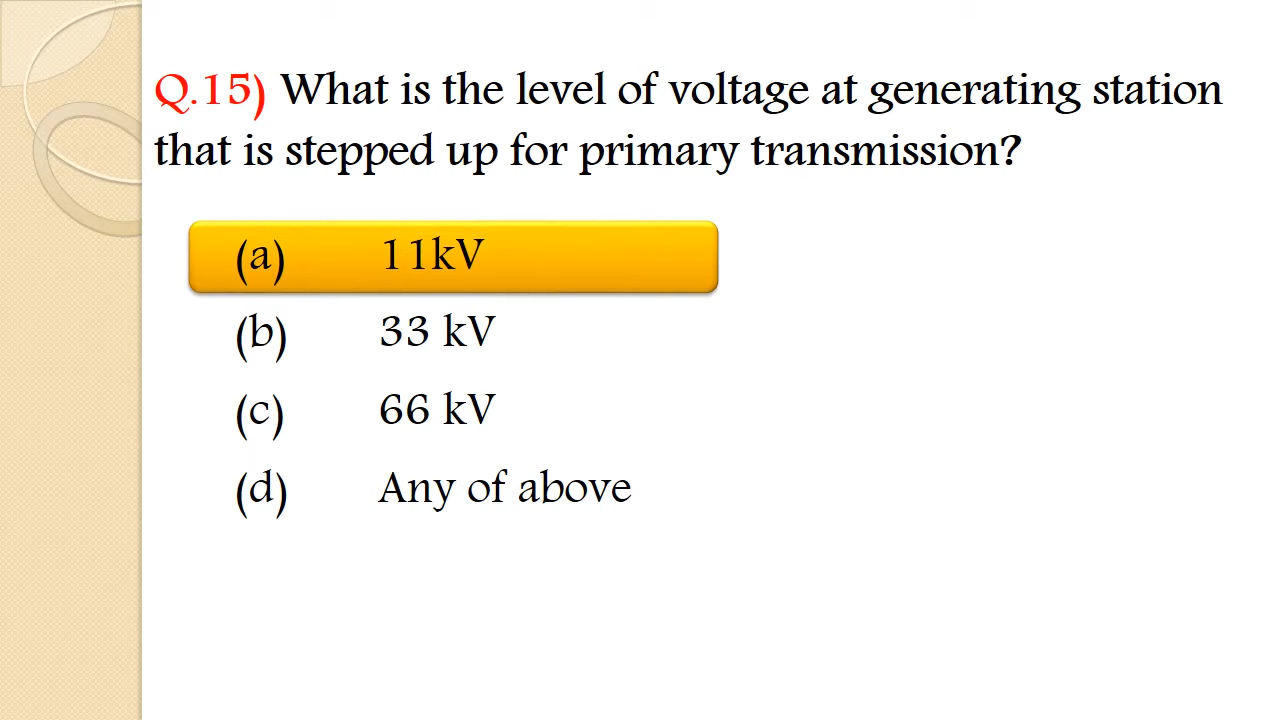 Q.15) What is the level of voltage at generating station
that is stepped up for primary transmission?
(a) 11kV
(b) 33 kV
(c) 66 kV
(d) Any of above